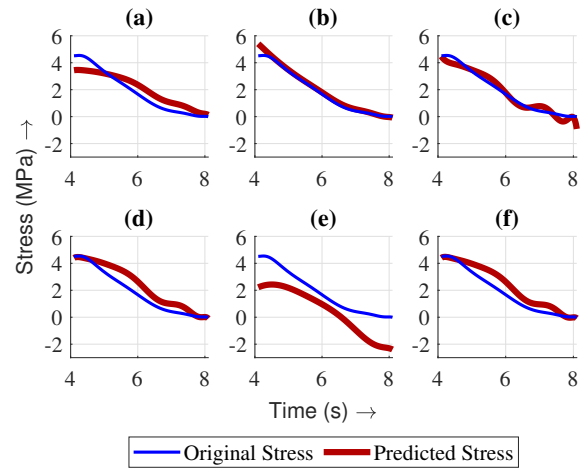 (a) (b) (c)
6 6 6
4 4 4
2 2 2
0 0 0
-2 -2 -2
4 6 8 4 6 8 4 6 8
Stress (MPa) →
(d) (e) (f)
6 6 6
4 4 4
2 2 2
0 0 0
-2 -2 -2
4 6 8 4 6 8 4 6 8
Time (s) →
Original Stress Predicted Stress